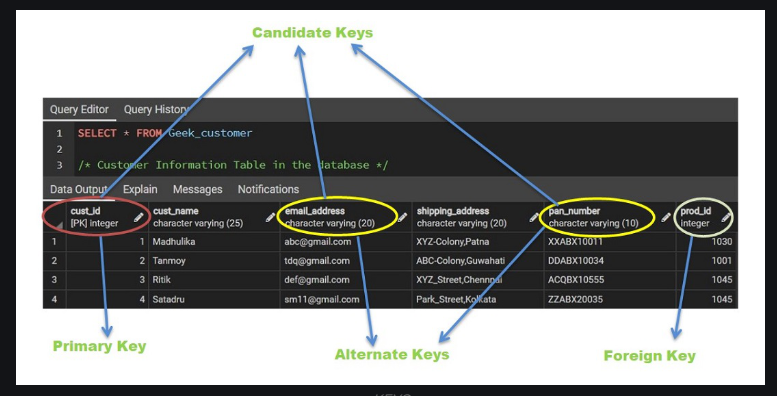 Candidate Keys
Query Editor Query History
1 SELECT * FROM Geek_customer
2
3 /* Customer Information Table in the database */
Data Output Explain Messages Notifications
cust_id cust_name email_address shipping_address pan_number prod_id
[PK] integer character varying (25) character varying (20) character varying (20) character varying (10) integer
1 1 Madhulika abc@gmail.com XYZ-Colony,Patna XXABX10011 1030
2 2 Tanmoy tdq@gmail.com ABC-Colony,Guwahati DDABX10034 1001
3 3 Ritik def@gmail.com XYZ_Street,Chennai ACQBX10555 1045
4 4 Satadru sm11@gmail.com Park_Street,Kolkata ZZABX20035 1045
Primary Key Alternate Keys Foreign Key